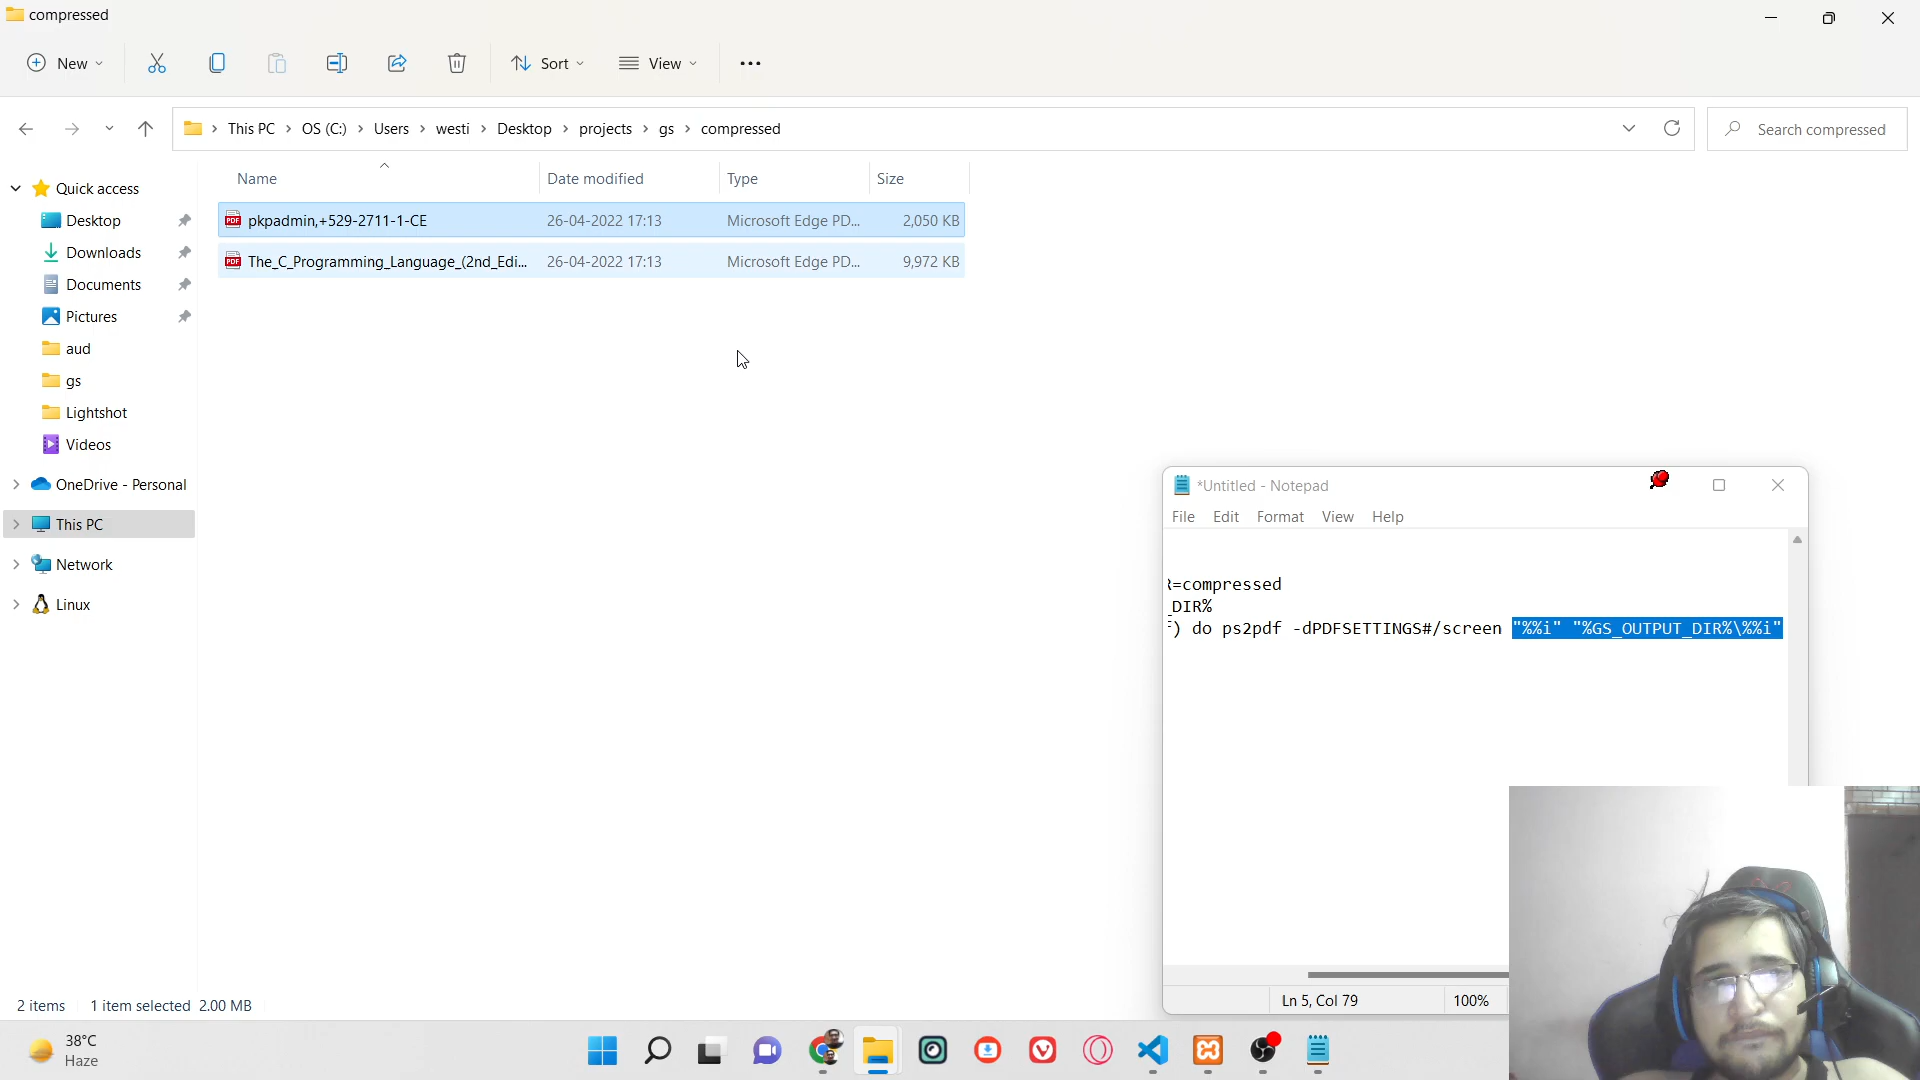 compressed
New
Sort
View
This PC
OS (C:)
Users
westi
Desktop
projects
gs
compressed
Search compressed
Name
Date modified
Type
Size
pkpadmin,+529-2711-1-CE
26-04-2022 17:13
Microsoft Edge PD...
2,050 KB
The_C_Programming_Language_(2nd_Edi...
26-04-2022 17:13
Microsoft Edge PD...
9,972 KB
Quick access
Desktop
Downloads
Documents
Pictures
aud
gs
Lightshot
Videos
OneDrive - Personal
This PC
Network
Linux
*Untitled - Notepad
File Edit Format View Help
=compressed
_DIR%
) do ps2pdf -dPDFSETTINGS#/screen "%%i" "%GS_OUTPUT_DIR%\%%i"
Ln 5, Col 79
100%
2 items
1 item selected 2.00 MB
38°C
Haze